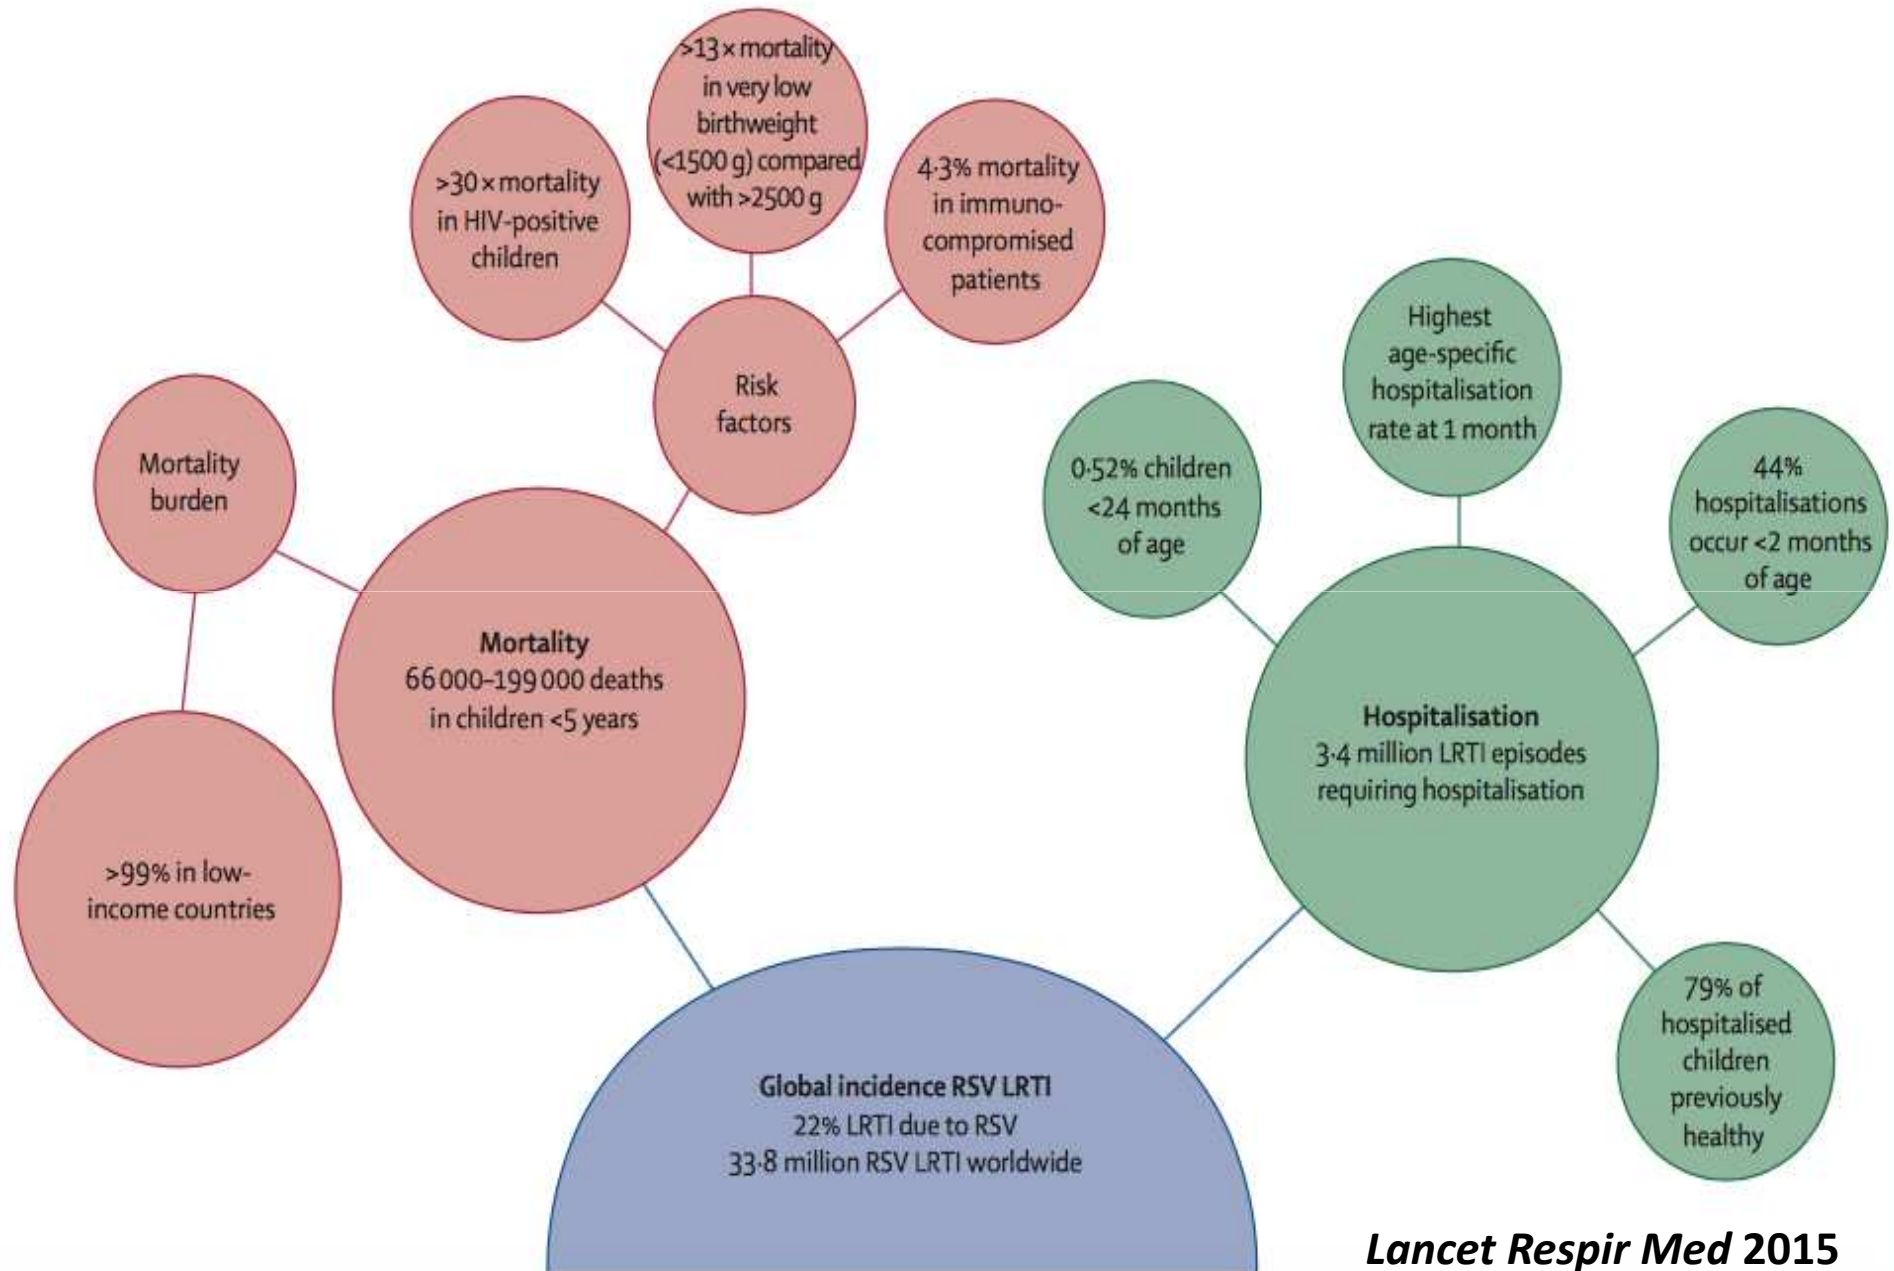 >13×mortality
in very low
birthweight
(<1500 g) compared
with >2500 g
>30×mortality
in HIV-positive
children
4·3% mortality
in immuno-
compromised
patients
Risk
factors
Mortality
burden
Mortality
66 000–199 000 deaths
in children <5 years
>99% in low-
income countries
Highest
age-specific
hospitalisation
rate at 1 month
0·52% children
<24 months
of age
44%
hospitalisations
occur <2 months
of age
Hospitalisation
3·4 million LRTI episodes
requiring hospitalisation
79% of
hospitalised
children
previously
healthy
Global incidence RSV LRTI
22% LRTI due to RSV
33·8 million RSV LRTI worldwide
Lancet Respir Med 2015